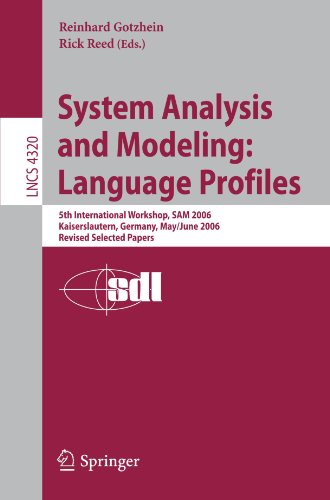 Reinhard Gotzhein
Rick Reed (Eds.)
LNCS 4320
System Analysis
and Modeling:
Language Profiles
5th International Workshop, SAM 2006
Kaiserslautern, Germany, May/June 2006
Revised Selected Papers
sdl
Springer